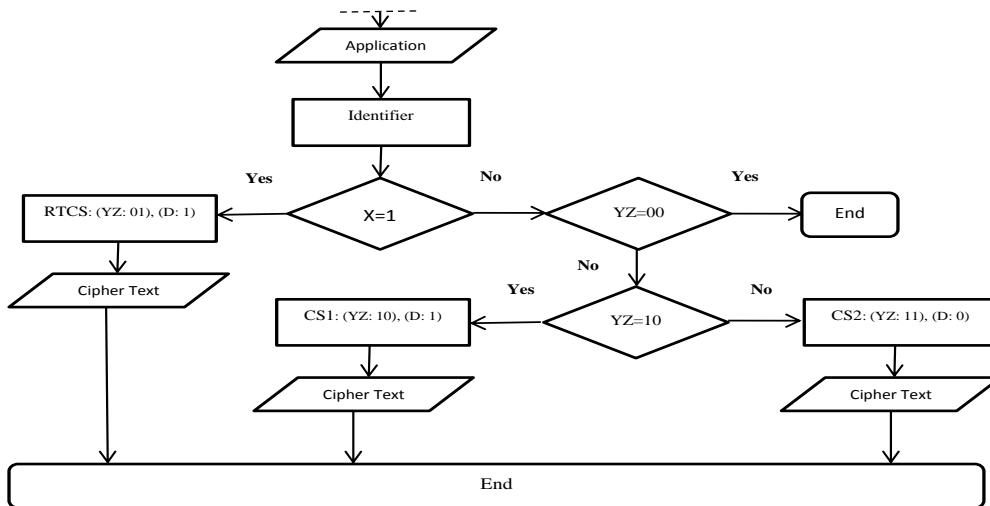 Application
Identifier
Yes
No
Yes
RTCS: (YZ: 01), (D: 1)
X=1
YZ=00
End
Cipher Text
No
Yes
No
CS1: (YZ: 10), (D: 1)
YZ=10
CS2: (YZ: 11), (D: 0)
Cipher Text
Cipher Text
End